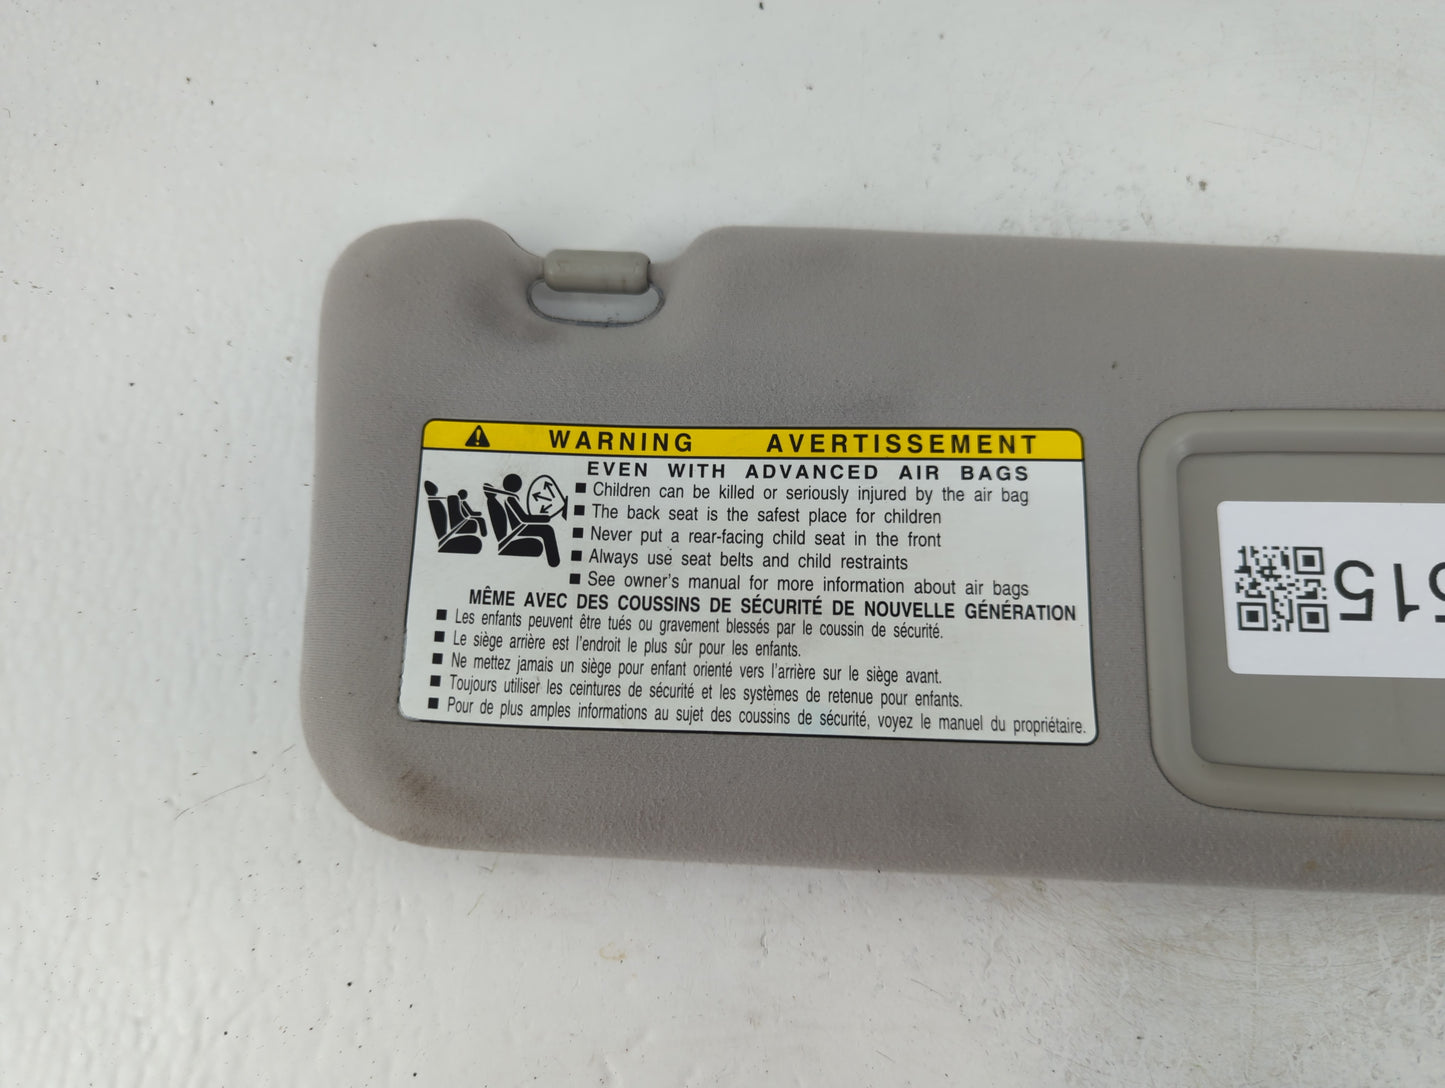 WARNING AVERTISSEMENT
EVEN WITH ADVANCED AIR BAGS
■ Children can be killed or seriously injured by the air bag
■ The back seat is the safest place for children
■ Never put a rear-facing child seat in the front
■ Always use seat belts and child restraints
■ See owner's manual for more information about air bags
MÊME AVEC DES COUSSINS DE SÉCURITÉ DE NOUVELLE GÉNÉRATION
■ Les enfants peuvent être tués ou gravement blessés par le coussin de sécurité.
■ Le siège arrière est l'endroit le plus sûr pour les enfants.
■ Ne mettez jamais un siège pour enfant orienté vers l'arrière sur le siège avant.
■ Toujours utiliser les ceintures de sécurité et les systèmes de retenue pour enfants.
■ Pour de plus amples informations au sujet des coussins de sécurité, voyez le manuel du propriétaire.